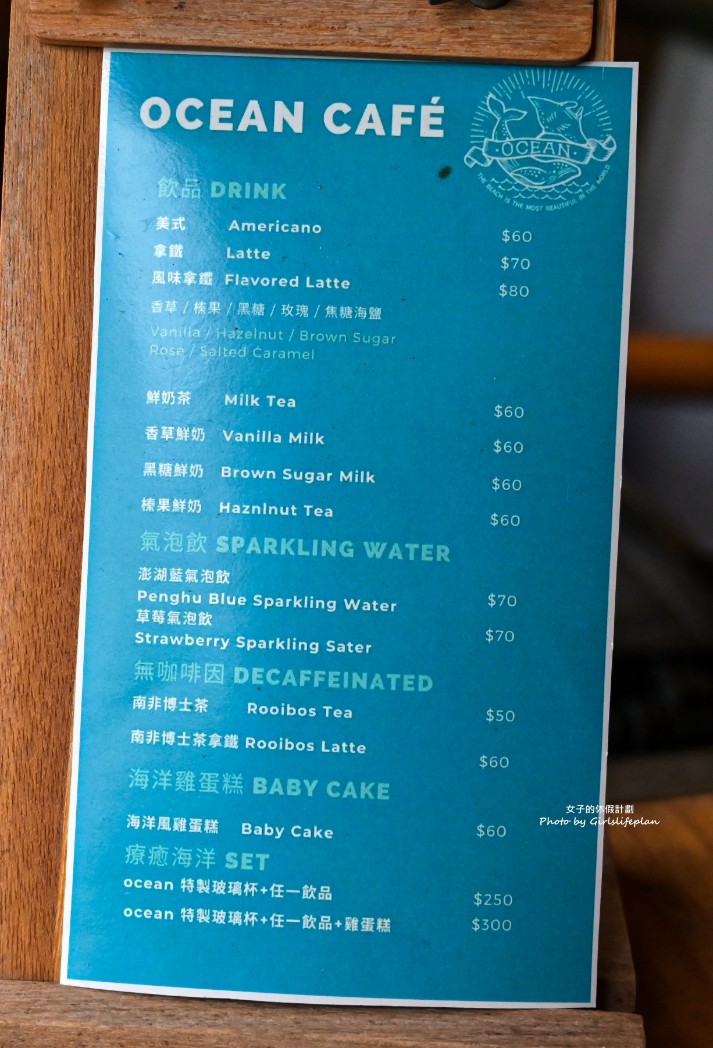 OCEAN CAFÉ
OCEAN
THE BEACH IS THE MOST BEAUTIFUL IN THE WORLD
飲品 DRINK
美式 Americano $60
拿鐵 Latte $70
風味拿鐵 Flavored Latte $80
香草 / 榛果 / 黑糖 / 玫瑰 / 焦糖海鹽
Vanilla / Hazelnut / Brown Sugar
Rose / Salted Caramel
鮮奶茶 Milk Tea $60
香草鮮奶 Vanilla Milk $60
黑糖鮮奶 Brown Sugar Milk $60
榛果鮮奶 Haznlnut Tea $60
氣泡飲 SPARKLING WATER
澎湖藍氣泡飲
Penghu Blue Sparkling Water $70
草莓氣泡飲
Strawberry Sparkling Sater $70
無咖啡因 DECAFFEINATED
南非博士茶 Rooibos Tea $50
南非博士茶拿鐵 Rooibos Latte $60
海洋雞蛋糕 BABY CAKE
海洋風雞蛋糕 Baby Cake $60
療癒海洋 SET
ocean 特製玻璃杯+任一飲品 $250
ocean 特製玻璃杯+任一飲品+雞蛋糕 $300
女子的休假計劃
Photo by Girlslifeplan